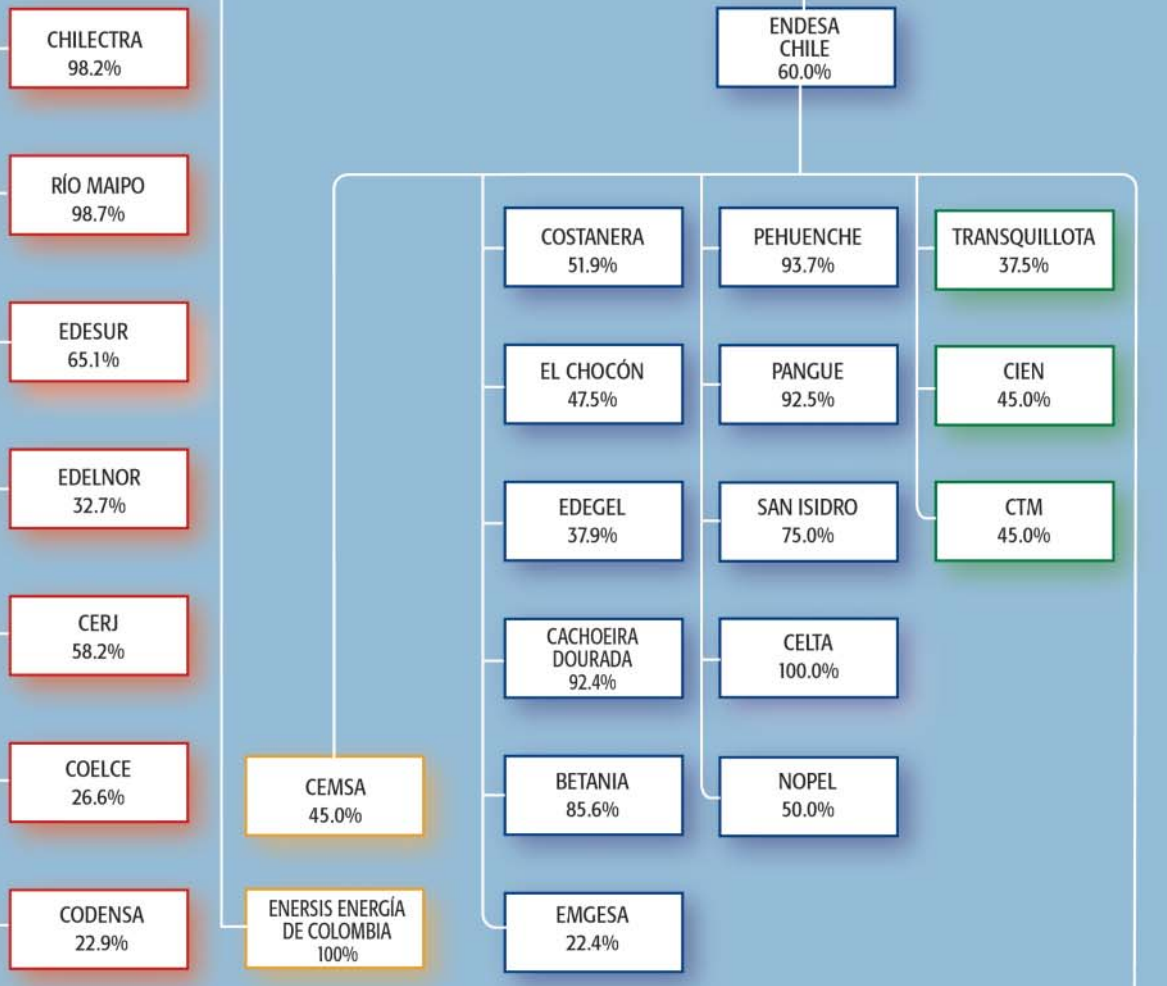 CHILECTRA
98.2%
RÍO MAIPO
98.7%
EDESUR
65.1%
EDELNOR
32.7%
CERJ
58.2%
COELCE
26.6%
CODENSA
22.9%
ENDESA
CHILE
60.0%
CEMSA
45.0%
ENERSIS ENERGÍA
DE COLOMBIA
100%
COSTANERA
51.9%
EL CHOCÓN
47.5%
EDEGEL
37.9%
CACHOEIRA
DOURADA
92.4%
BETANIA
85.6%
EMGESA
22.4%
PEHUENCHE
93.7%
PANGUE
92.5%
SAN ISIDRO
75.0%
CELTA
100.0%
NOPEL
50.0%
TRANSQUILLOTA
37.5%
CIEN
45.0%
CTM
45.0%